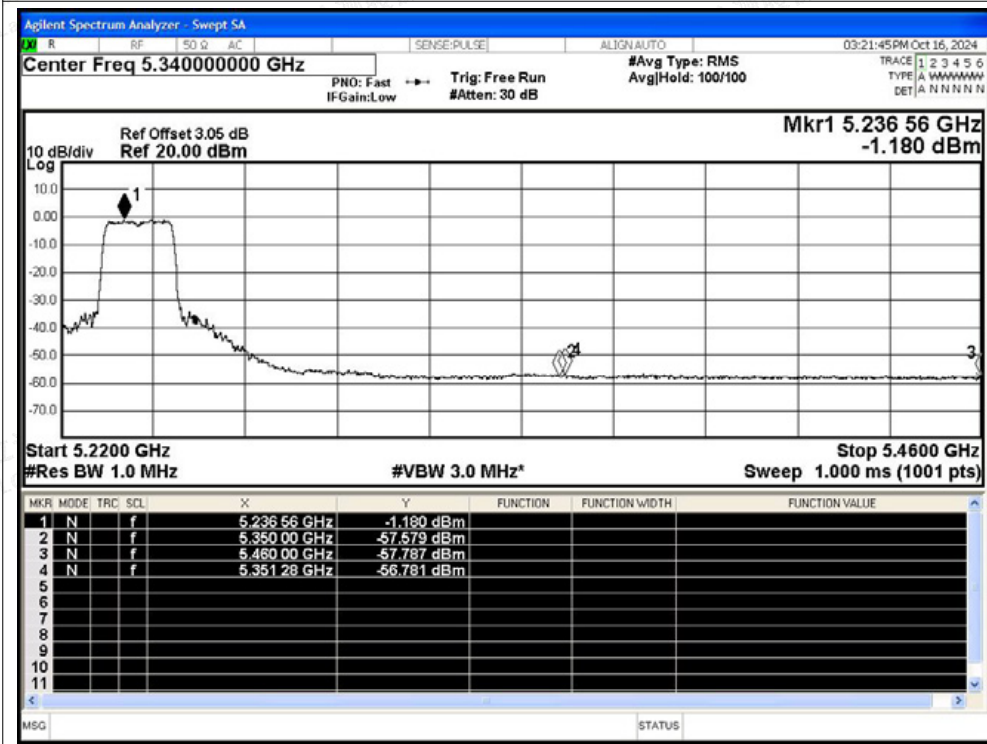 Agilent Spectrum Analyzer - Swept SA
LXI R RF 50 Ω AC SENSE:PULSE ALIGN AUTO 03:21:45 PM Oct 16, 2024
Center Freq 5.340000000 GHz
PNO: Fast
IFGain:Low
Trig: Free Run
#Atten: 30 dB
#Avg Type: RMS
Avg|Hold: 100/100
TRACE 1 2 3 4 5 6
TYPE A WWWWW
DET A N N N N N
Mkr1 5.236 56 GHz
-1.180 dBm
Ref Offset 3.05 dB
10 dB/div Ref 20.00 dBm
Log
10.0
0.00
-10.0
-20.0
-30.0
-40.0
-50.0
-60.0
-70.0
1
2 4
3
Start 5.2200 GHz Stop 5.4600 GHz
#Res BW 1.0 MHz #VBW 3.0 MHz* Sweep 1.000 ms (1001 pts)
MKR MODE TRC SCL X Y FUNCTION FUNCTION WIDTH FUNCTION VALUE
1 N f 5.236 56 GHz -1.180 dBm
2 N f 5.350 00 GHz -57.579 dBm
3 N f 5.460 00 GHz -57.787 dBm
4 N f 5.351 28 GHz -56.781 dBm
5
6
7
8
9
10
11
MSG STATUS